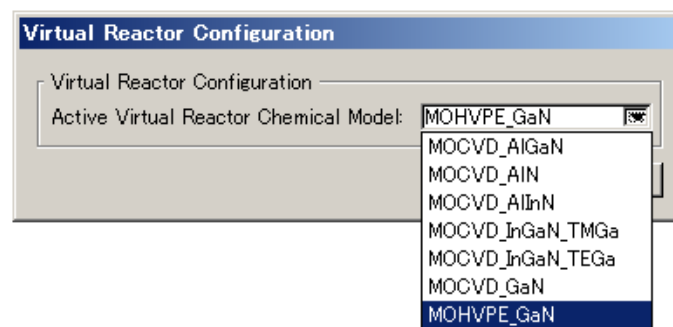 Virtual Reactor Configuration
Virtual Reactor Configuration
Active Virtual Reactor Chemical Model: MOHVPE_GaN
MOCVD_AlGaN
MOCVD_AlN
MOCVD_AlInN
MOCVD_InGaN_TMGa
MOCVD_InGaN_TEGa
MOCVD_GaN
MOHVPE_GaN